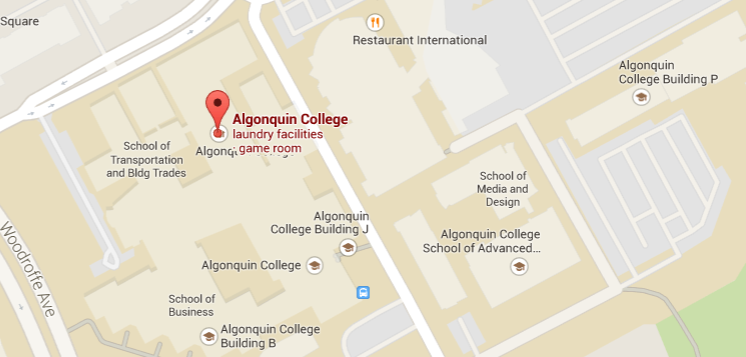 Square
Restaurant International
Algonquin
College Building P
Algonquin College
laundry facilities
game room
School of
Transportation
and Bldg Trades
School of
Media and
Design
Algonquin
College Building J
Algonquin College
School of Advanced...
Woodroffe Ave
Algonquin College
School of
Business
Algonquin College
Building B